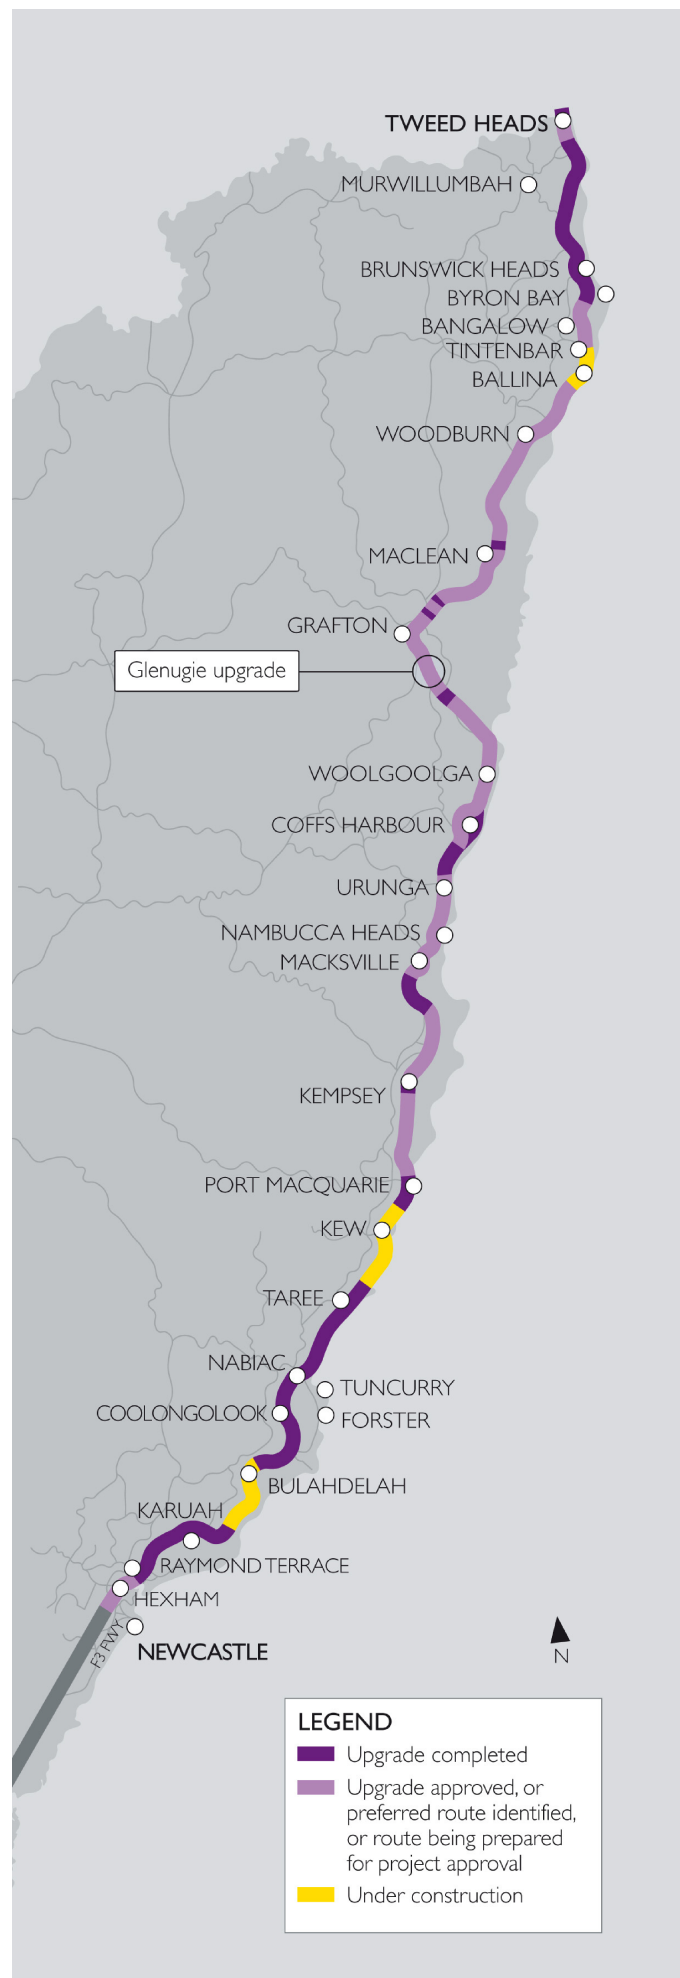 TWEED HEADS
MURWILLUMBAH
BRUNSWICK HEADS
BYRON BAY
BANGALOW
TINTENBAR
BALLINA
WOODBURN
MACLEAN
GRAFTON
Glenugie upgrade
WOOLGOOLGA
COFFS HARBOUR
URUNGA
NAMBUCCA HEADS
MACKSVILLE
KEMPSEY
PORT MACQUARIE
KEW
TAREE
NABIAC
TUNCURRY
COOLONGOLOOK
FORSTER
BULAHDELAH
KARUAH
RAYMOND TERRACE
HEXHAM
F3 FWY
NEWCASTLE
N
LEGEND
Upgrade completed
Upgrade approved, or
preferred route identified,
or route being prepared
for project approval
Under construction